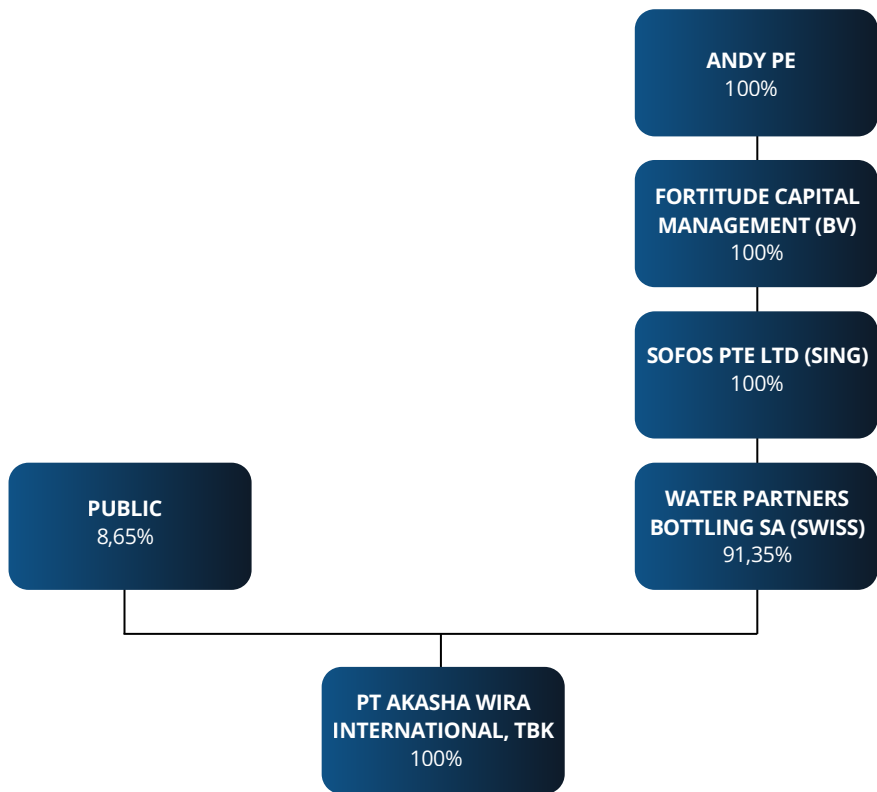 ANDY PE
100%
FORTITUDE CAPITAL
MANAGEMENT (BV)
100%
SOFOS PTE LTD (SING)
100%
PUBLIC
8,65%
WATER PARTNERS
BOTTLING SA (SWISS)
91,35%
PT AKASHA WIRA
INTERNATIONAL, TBK
100%